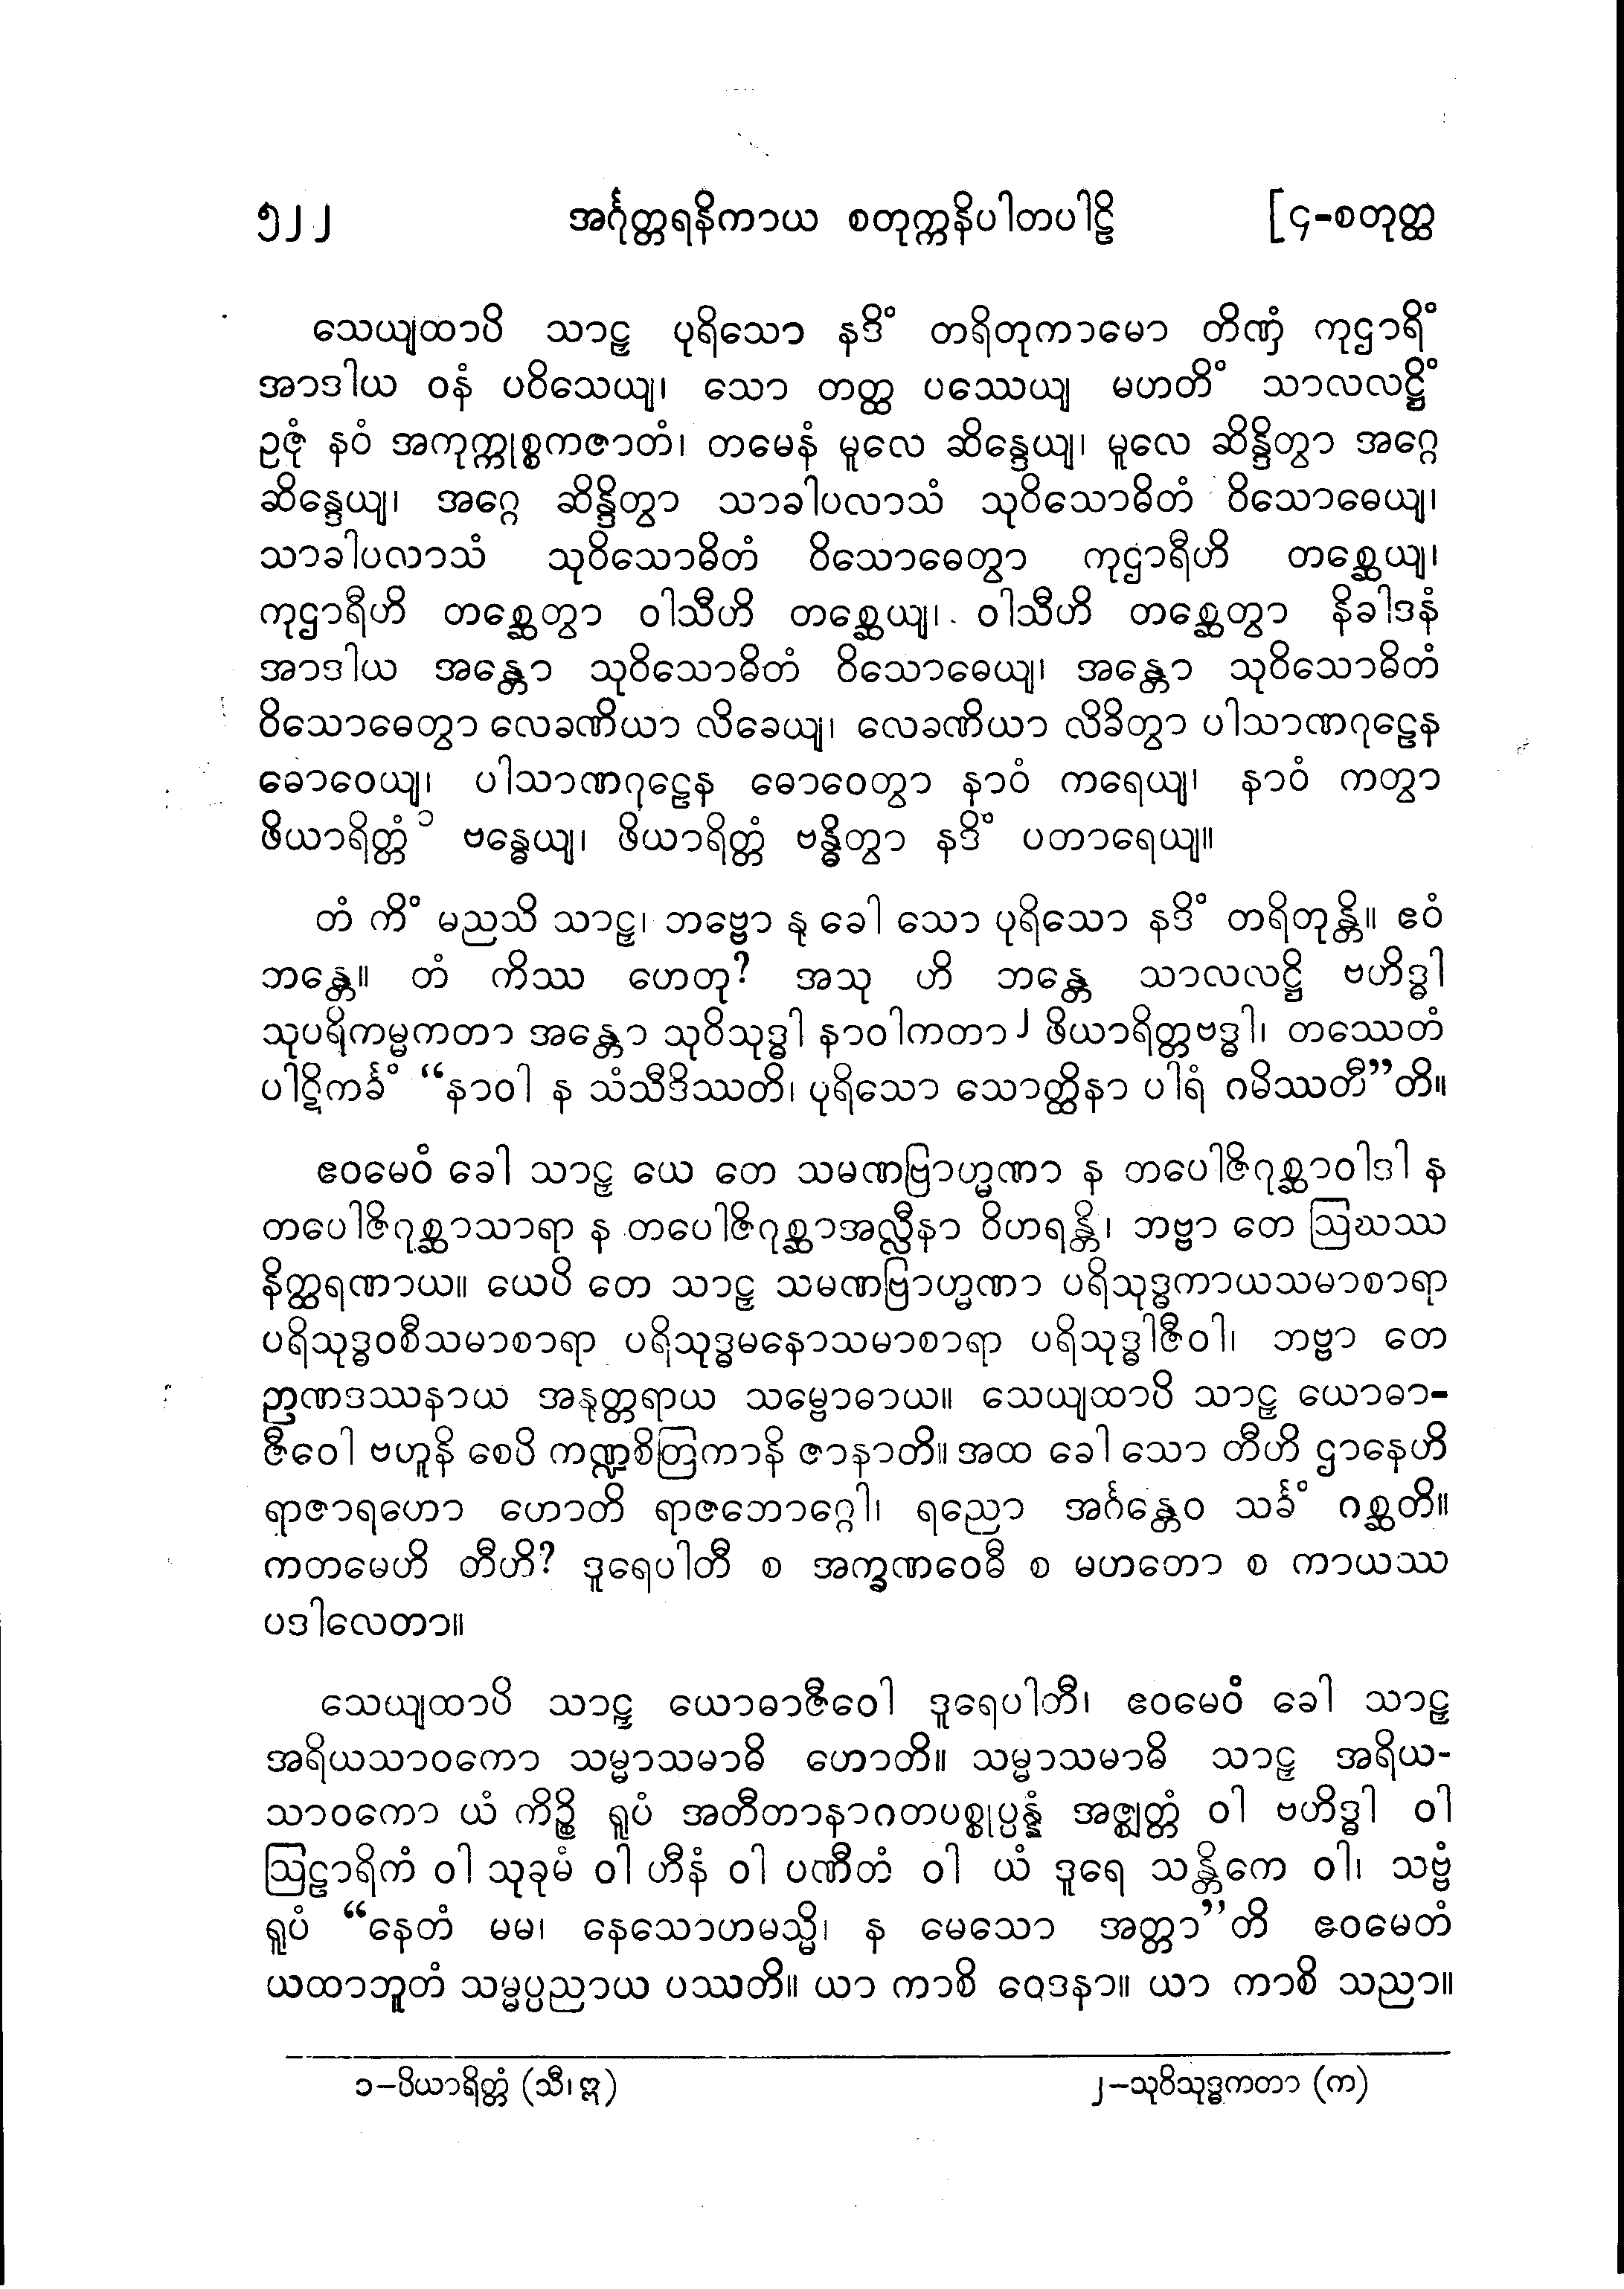 ၅၂၂ အင်္ဂုတ္တရနိကာယ စတုက္ကနိပါတပါဠိ [၄-စတုတ္ထ
သေယျထာပိ သာဠှ ပုရိသော နဒိံ တရိတုကာမော တိဏှံ ကုဌာရိံ
အာဒါယ ဝနံ ပဝိသေယျ၊ သော တတ္ထ ပဿေယျ မဟတိံ သာလလဋ္ဌိံ
ဥဇုံ နဝံ အကုက္ကုစ္စကဇာတံ၊ တမေနံ မူလေ ဆိန္ဒေယျ၊ မူလေ ဆိန္ဒိတွာ အဂ္ဂေ
ဆိန္ဒေယျ၊ အဂ္ဂေ ဆိန္ဒိတွာ သာခါပလာသံ သုဝိသောဓိတံ ဝိသောဓေယျ၊
သာခါပလာသံ သုဝိသောဓိတံ ဝိသောဓေတွာ ကုဌာရီဟိ တစ္ဆေယျ၊
ကုဌာရီဟိ တစ္ဆေတွာ ဝါသီဟိ တစ္ဆေယျ၊ ဝါသီဟိ တစ္ဆေတွာ နိခါဒနံ
အာဒါယ အန္တော သုဝိသောဓိတံ ဝိသောဓေယျ၊ အန္တော သုဝိသောဓိတံ
ဝိသောဓေတွာ လေခဏိယာ လိခေယျ၊ လေခဏိယာ လိခိတွာ ပါသာဏဂုဠေန
ဓောဝေယျ၊ ပါသာဏဂုဠေန ဓောဝေတွာ နာဝံ ကရေယျ၊ နာဝံ ကတွာ
ဖိယာရိတ္တံ ၁ ဗန္ဓေယျ၊ ဖိယာရိတ္တံ ဗန္ဓိတွာ နဒိံ ပတာရေယျ။
တံ ကိံ မညသိ သာဠှ၊ ဘဗ္ဗော နု ခေါ သော ပုရိသော နဒိံ တရိတုန္တိ။ ဧဝံ
ဘန္တေ။ တံ ကိဿ ဟေတု? အသု ဟိ ဘန္တေ သာလလဋ္ဌိ ဗဟိဒ္ဓါ
သုပရိကမ္မကတာ အန္တော သုဝိသုဒ္ဓါ နာဝါကတာ ၂ ဖိယာရိတ္တဗဒ္ဓါ၊ တဿေတံ
ပါဋိကင်္ခံ “နာဝါ န သံသီဒိဿတိ၊ ပုရိသော သောတ္ထိနာ ပါရံ ဂမိဿတီ”တိ။
ဧဝမေဝံ ခေါ သာဠှ ယေ တေ သမဏဗြာဟ္မဏာ န တပေါဇိဂုစ္ဆာဝါဒါ န
တပေါဇိဂုစ္ဆာသာရာ န တပေါဇိဂုစ္ဆာအလ္လီနာ ဝိဟရန္တိ၊ ဘဗ္ဗာ တေ ဩဃဿ
နိတ္ထရဏာယ။ ယေပိ တေ သာဠှ သမဏဗြာဟ္မဏာ ပရိသုဒ္ဓကာယသမာစာရာ
ပရိသုဒ္ဓဝစီသမာစာရာ ပရိသုဒ္ဓမနောသမာစာရာ ပရိသုဒ္ဓါဇီဝါ၊ ဘဗ္ဗာ တေ
ဉာဏဒဿနာယ အနုတ္တရာယ သမ္ဗောဓာယ။ သေယျထာပိ သာဠှ ယောဓာ-
ဇီဝေါ ဗဟူနိ စေပိ ကဏ္ဍစိတြကာနိ ဇာနာတိ။ အထ ခေါ သော တီဟိ ဌာနေဟိ
ရာဇာရဟော ဟောတိ ရာဇဘောဂ္ဂေါ၊ ရညော အင်္ဂန္တေဝ သင်္ခံ ဂစ္ဆတိ။
ကတမေဟိ တီဟိ? ဒူရေပါတီ စ အက္ခဏဝေဓီ စ မဟတော စ ကာယဿ
ပဒါလေတာ။
သေယျထာပိ သာဠှ ယောဓာဇီဝေါ ဒူရေပါတီ၊ ဧဝမေဝံ ခေါ သာဠှ
အရိယသာဝကော သမ္မာသမာဓိ ဟောတိ။ သမ္မာသမာဓိ သာဠှ အရိယ-
သာဝကော ယံ ကိဉ္စိ ရူပံ အတီတာနာဂတပစ္စုပ္ပန္နံ အဇ္ဈတ္တံ ဝါ ဗဟိဒ္ဓါ ဝါ
ဩဠာရိကံ ဝါ သုခုမံ ဝါ ဟီနံ ဝါ ပဏီတံ ဝါ ယံ ဒူရေ သန္တိကေ ဝါ၊ သဗ္ဗံ
ရူပံ “နေတံ မမ၊ နေသောဟမသ္မိ၊ န မေသော အတ္တာ”တိ ဧဝမေတံ
ယထာဘူတံ သမ္မပ္ပညာယ ပဿတိ။ ယာ ကာစိ ဝေဒနာ။ ယာ ကာစိ သညာ။
၁-ပိယာရိတ္တံ (သီ၊ဣ) ၂-သုဝိသုဒ္ဓကတာ (က)